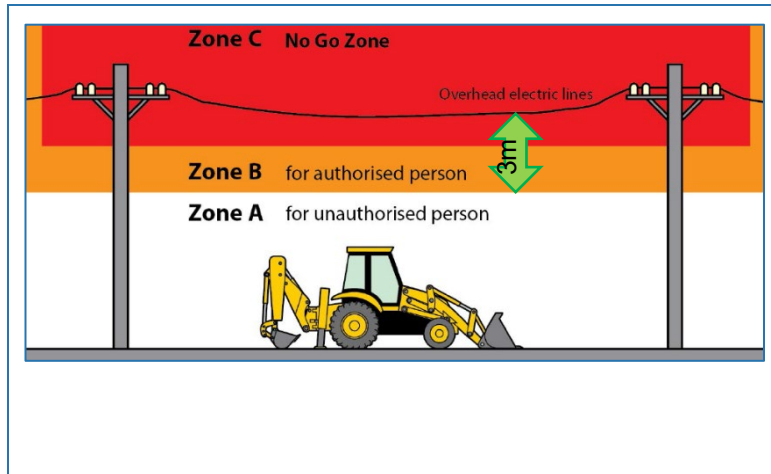 Zone C No Go Zone
Overhead electric lines
3m
Zone B for authorised person
Zone A for unauthorised person